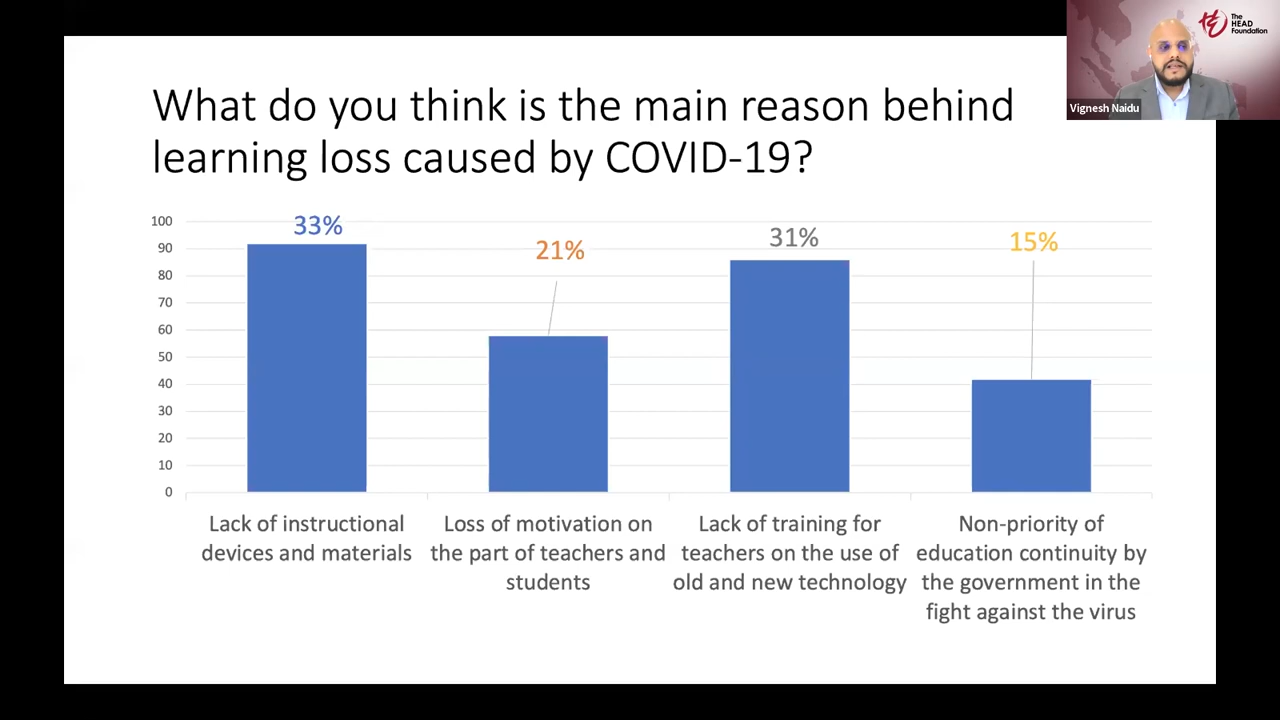 The
HEAD
Foundation
Vignesh Naidu
What do you think is the main reason behind
learning loss caused by COVID-19?
100
90
80
70
60
50
40
30
20
10
0
33%
21%
31%
15%
Lack of instructional
devices and materials
Loss of motivation on
the part of teachers and
students
Lack of training for
teachers on the use of
old and new technology
Non-priority of
education continuity by
the government in the
fight against the virus